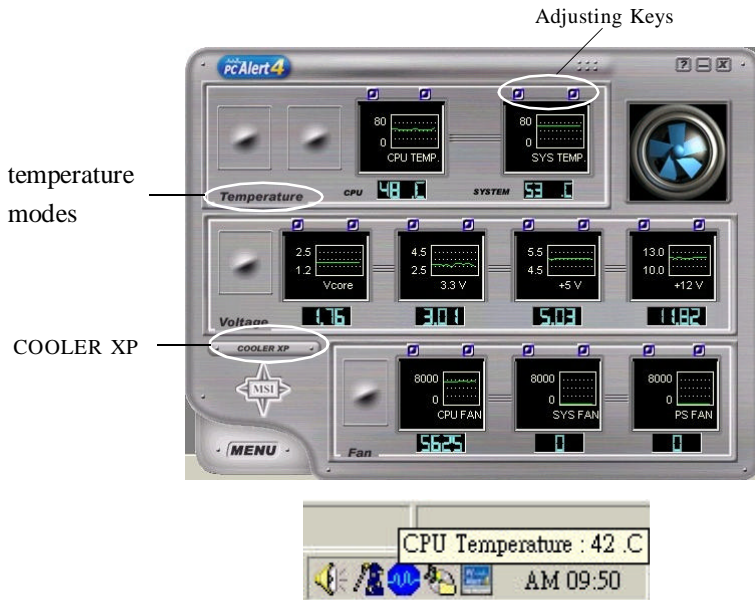 Adjusting Keys
PC Alert 4
? — X
80
0
CPU TEMP.
80
0
SYS TEMP.
temperature
modes
Temperature
CPU 48 .C
SYSTEM 53 .C
2.5
1.2
Vcore
4.5
2.5
3.3 V
5.5
4.5
+5 V
13.0
10.0
+12 V
Voltage
1.76 3.01 5.03 11.82
COOLER XP
COOLER XP
MSI
8000
0
CPU FAN
8000
0
SYS FAN
8000
0
PS FAN
MENU
Fan
5625 0 0
CPU Temperature : 42 .C
AM 09:50